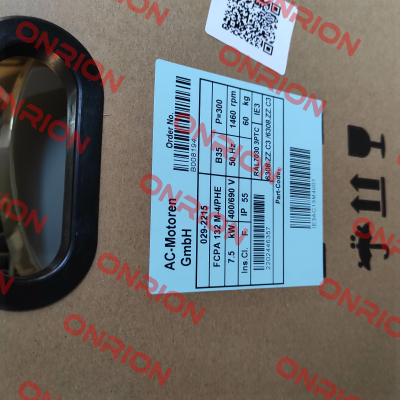 AC-Motoren
GmbH
Order No.
029-2215
FCPA 132 M-4/PHE
B35
P=300
7.5 kW 400/690 V
50 Hz
1460 rpm
Ins.Cl. F
IP 55
60 kg
2202446357
RAL7030 3PTC
IE3
6308 ZZ C3 /6308 ZZ C3
Part-Code:
ONRION
ONRION
ONRION
ONRION
ONRION
ONRION
ONRION